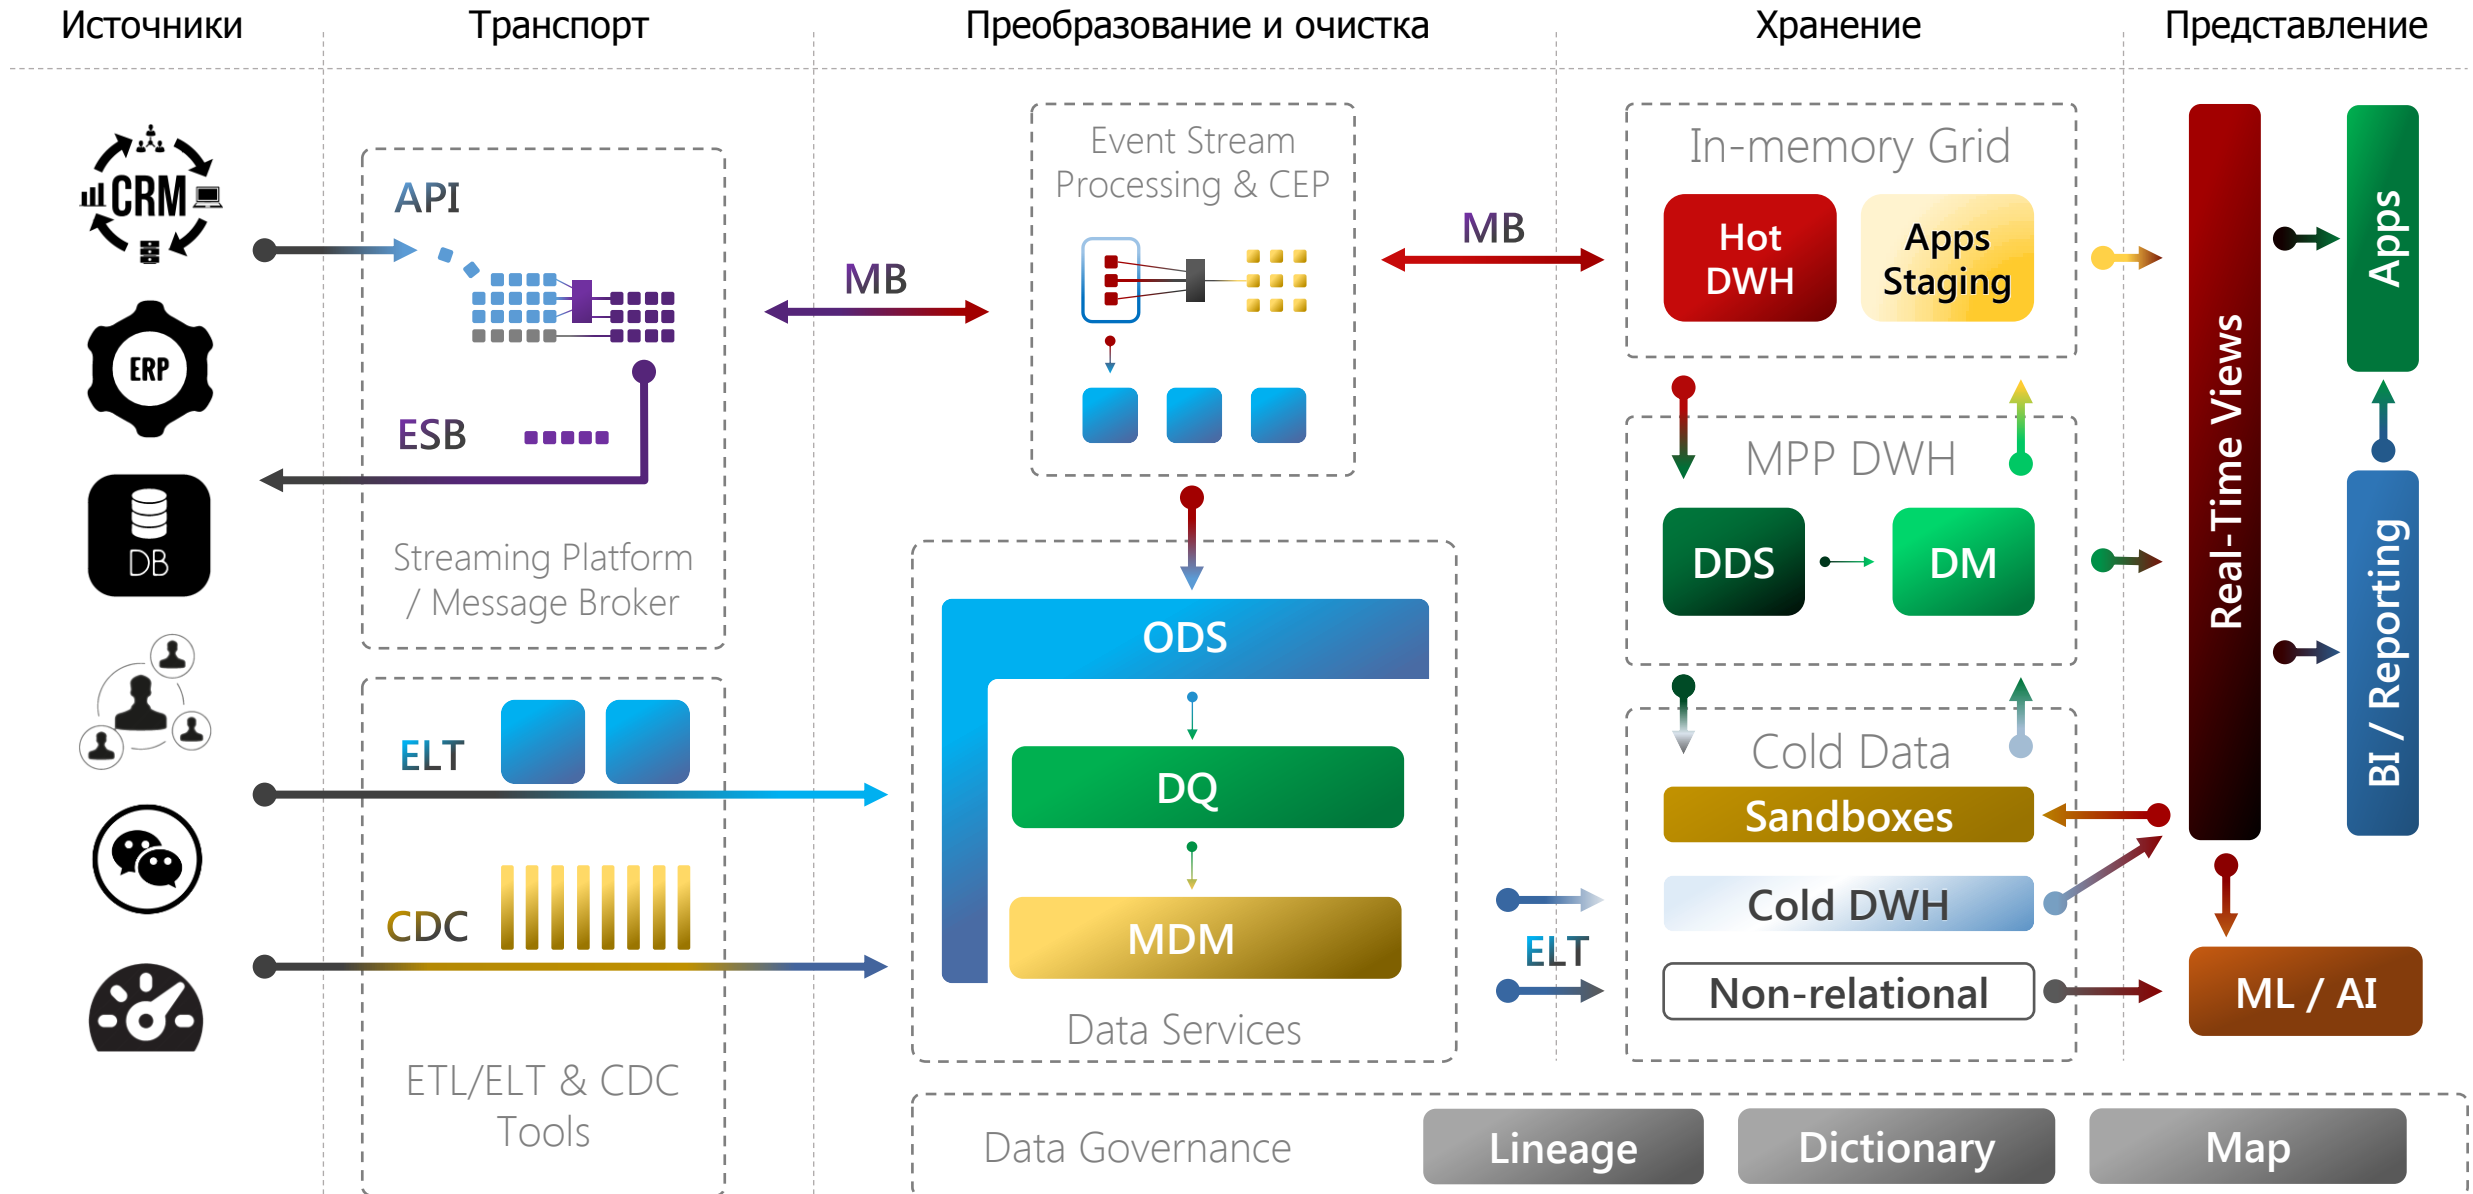 Источники
Транспорт
Преобразование и очистка
Хранение
Представление
CRM
ERP
DB
API
ESB
Streaming Platform
/ Message Broker
ELT
CDC
ETL/ELT & CDC
Tools
MB
Event Stream
Processing & CEP
MB
ODS
DQ
MDM
Data Services
ELT
In-memory Grid
Hot
DWH
Apps
Staging
MPP DWH
DDS
DM
Cold Data
Sandboxes
Cold DWH
Non-relational
Real-Time Views
Apps
BI / Reporting
ML / AI
Data Governance
Lineage
Dictionary
Map